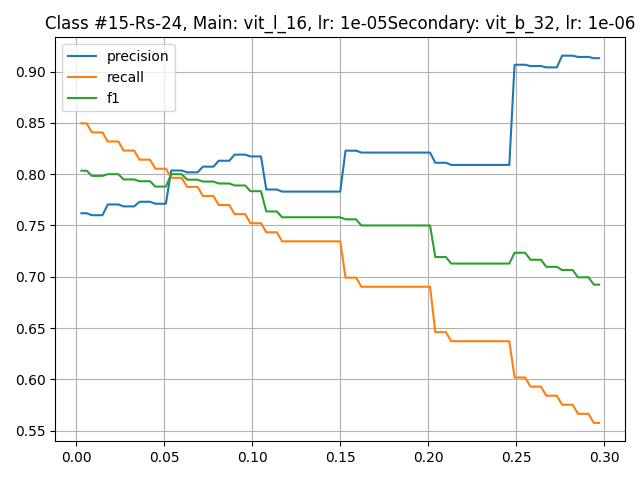 Class #15-Rs-24, Main: vit_l_16, lr: 1e-05Secondary: vit_b_32, lr: 1e-06
precision
recall
f1
0.90
0.85
0.80
0.75
0.70
0.65
0.60
0.55
0.00 0.05 0.10 0.15 0.20 0.25 0.30